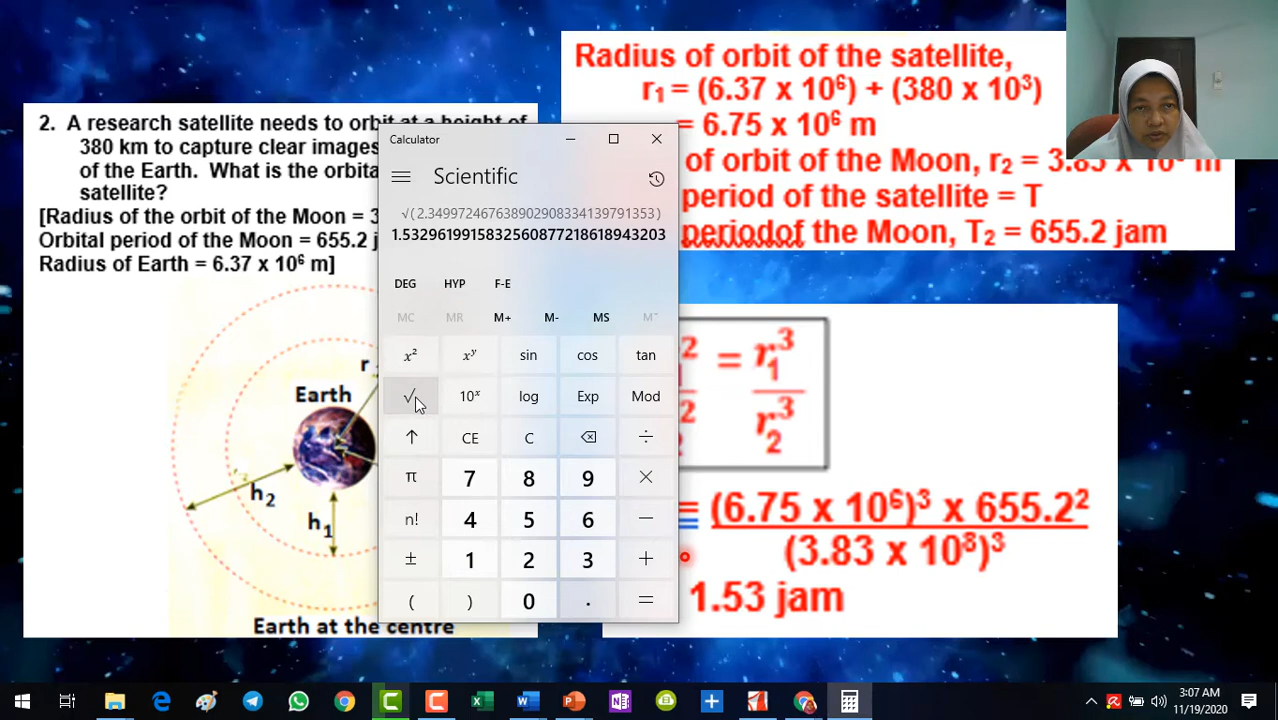 Radius of orbit of the satellite,
r₁ = (6.37 x 10⁶) + (380 x 10³)
= 6.75 x 10⁶ m
of orbit of the Moon, r₂ = 3.83 x 10 m
period of the satellite = T
periodof the Moon, T₂ = 655.2 jam
2. A research satellite needs to orbit at a height of
380 km to capture clear images
of the Earth. What is the orbita
satellite?
[Radius of the orbit of the Moon = 3
Orbital period of the Moon = 655.2 j
Radius of Earth = 6.37 x 10⁶ m]
r
Earth
h₂
h₁
Earth at the centre
Calculator
Scientific
√(2.3499724676389029083341397913​53)
1.5329619915832560877218618943203
DEG HYP F-E
MC MR M+ M- MS M˅
x² xʸ sin cos tan
√ 10ˣ log Exp Mod
↑ CE C ⌫ ÷
π 7 8 9 ×
n! 4 5 6 −
± 1 2 3 +
( ) 0 . =
2 = r₁³
2 r₂³
= (6.75 x 10⁶)³ x 655.2²
(3.83 x 10⁸)³
1.53 jam
3:07 AM
11/19/2020